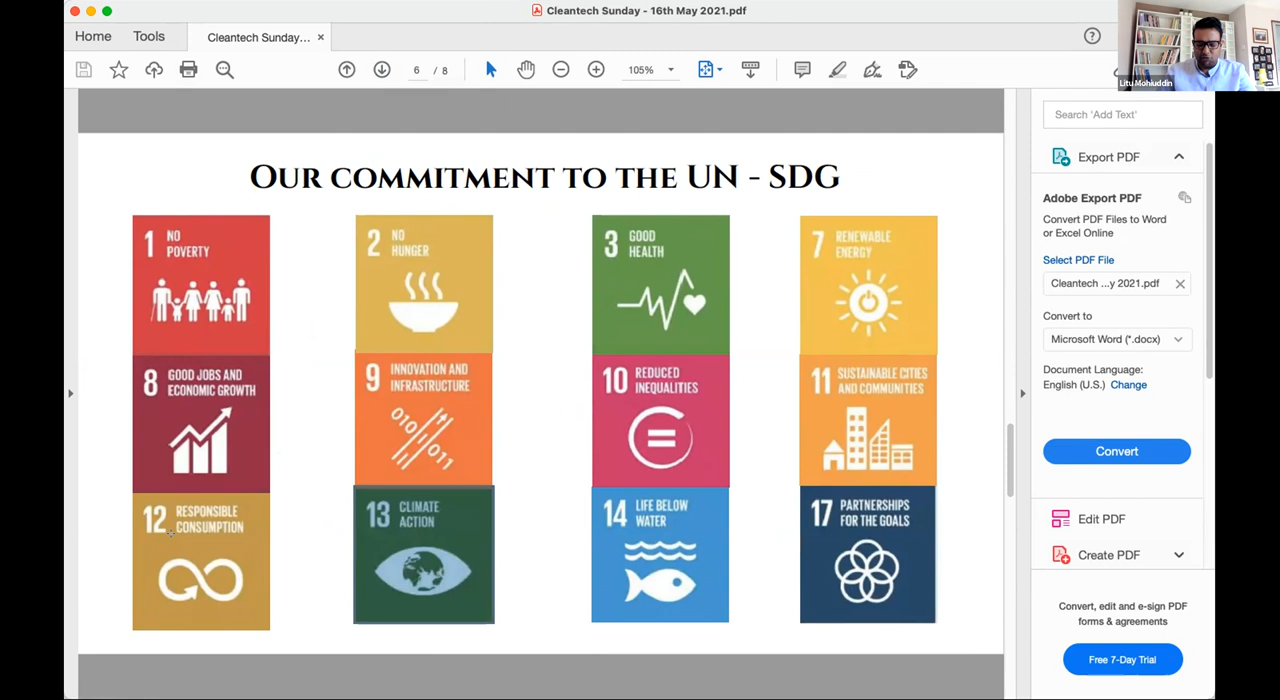 Cleantech Sunday - 16th May 2021.pdf
Home
Tools
Cleantech Sunday...
6 / 8
105%
Litu Mohiuddin
Search 'Add Text'
Export PDF
Adobe Export PDF
Convert PDF Files to Word
or Excel Online
Select PDF File
Cleantech ...y 2021.pdf
Convert to
Microsoft Word (*.docx)
Document Language:
English (U.S.) Change
Convert
Edit PDF
Create PDF
Convert, edit and e-sign PDF
forms & agreements
Free 7-Day Trial
OUR COMMITMENT TO THE UN - SDG
1 NO
POVERTY
2 NO
HUNGER
3 GOOD
HEALTH
7 RENEWABLE
ENERGY
8 GOOD JOBS AND
ECONOMIC GROWTH
9 INNOVATION AND
INFRASTRUCTURE
010
011
10 REDUCED
INEQUALITIES
11 SUSTAINABLE CITIES
AND COMMUNITIES
12 RESPONSIBLE
CONSUMPTION
13 CLIMATE
ACTION
14 LIFE BELOW
WATER
17 PARTNERSHIPS
FOR THE GOALS